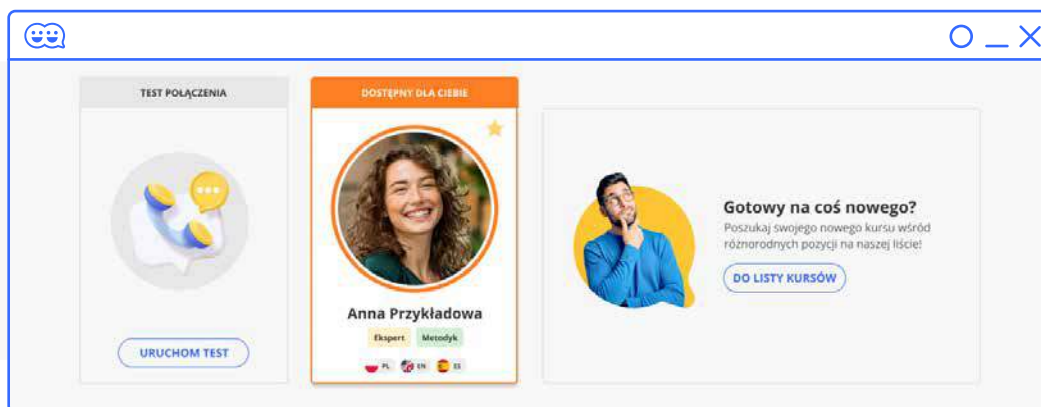 TEST POŁĄCZENIA
URUCHOM TEST
DOSTĘPNY DLA CIEBIE
Anna Przykładowa
Ekspert Metodyk
PL EN ES
Gotowy na coś nowego?
Poszukaj swojego nowego kursu wśród
różnorodnych pozycji na naszej liście!
DO LISTY KURSÓW